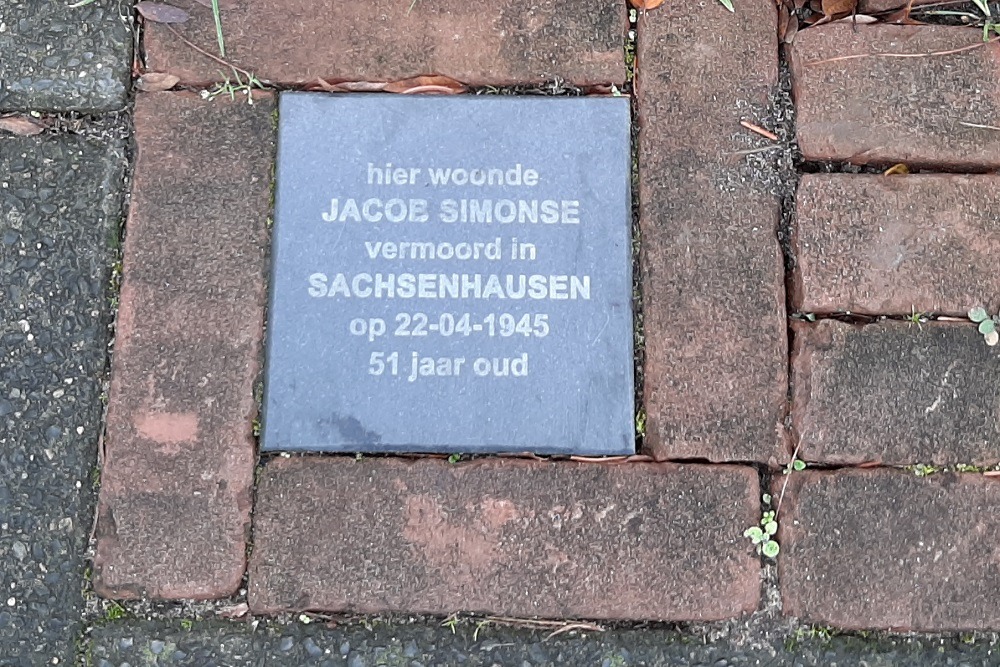 hier woonde
JACOB SIMONSE
vermoord in
SACHSENHAUSEN
op 22-04-1945
51 jaar oud